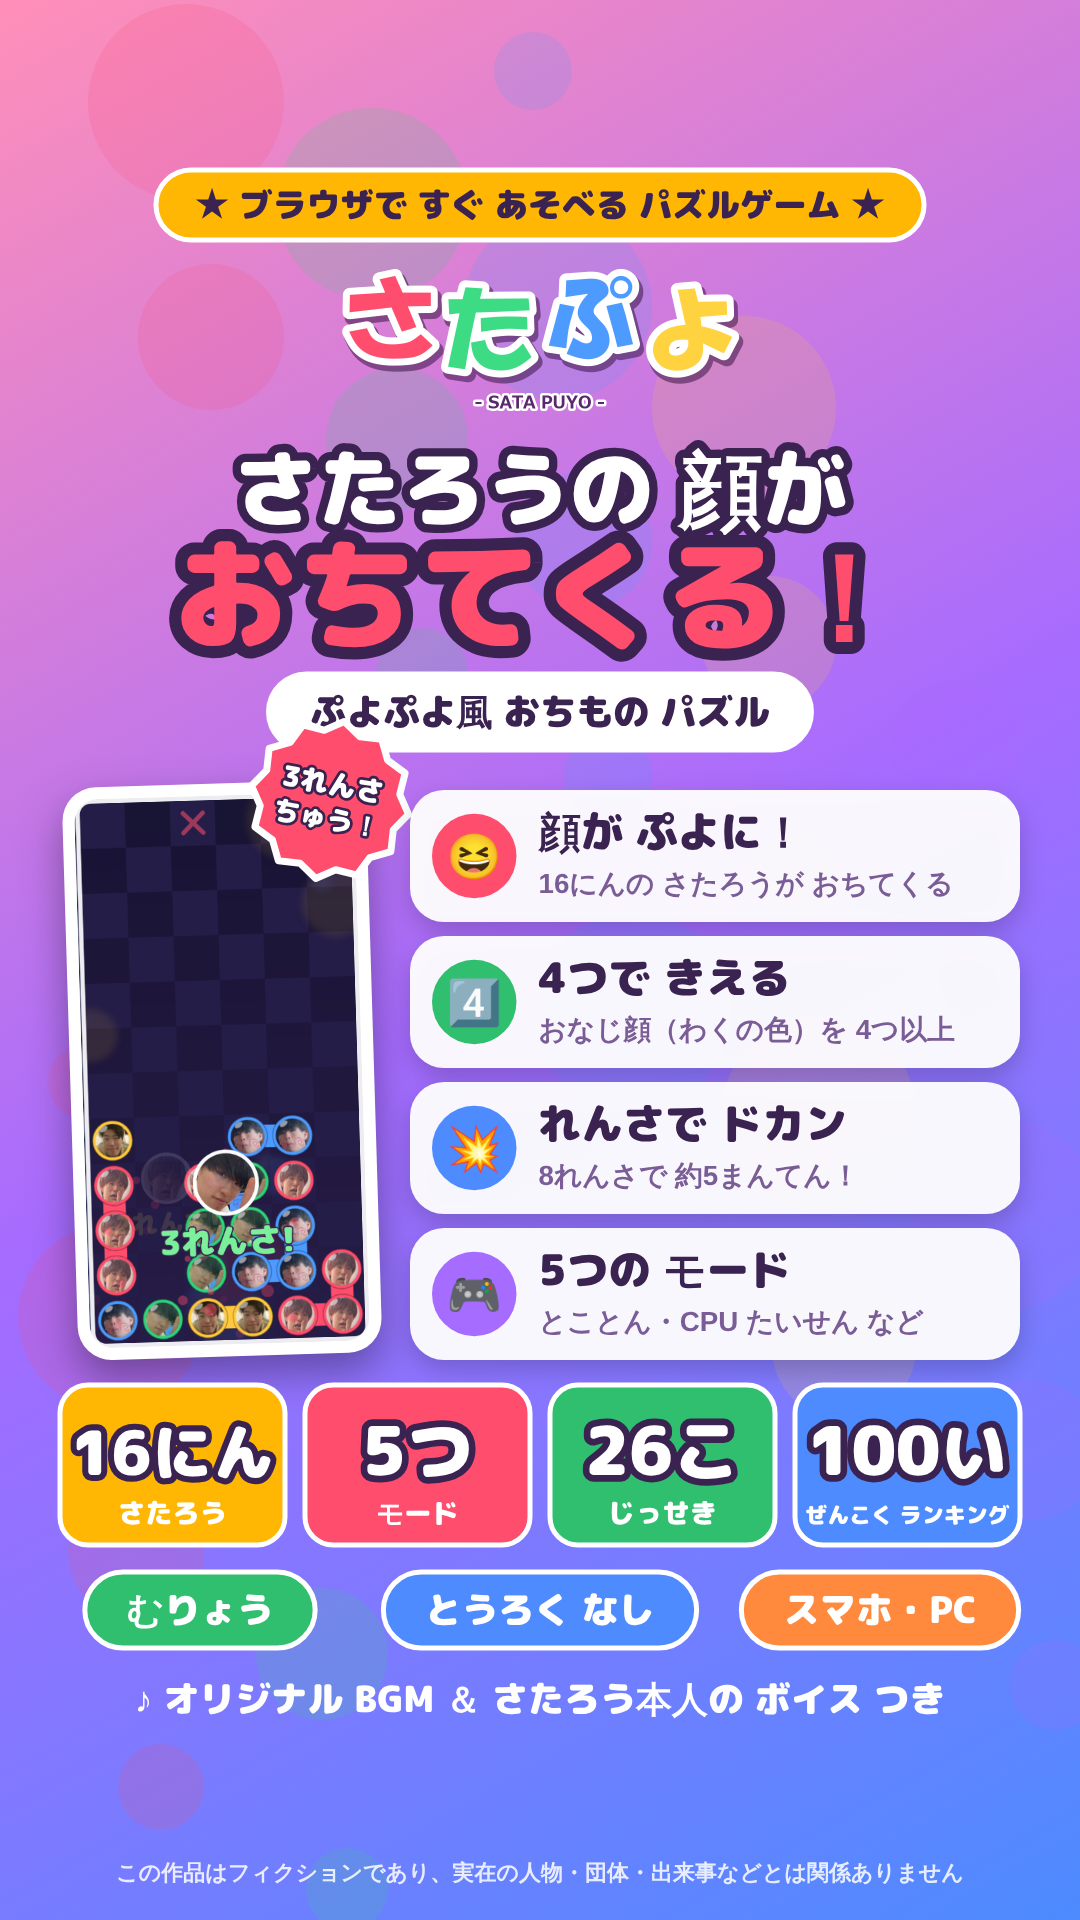 ★ ブラウザで すぐ あそべる パズルゲーム ★
さたぷよ
- SATA PUYO -
さたろうの 顔が
おちてくる！
ぷよぷよ風 おちもの パズル
3れんさ
ちゅう！
顔が ぷよに！
16にんの さたろうが おちてくる
4
4つで きえる
おなじ顔（わくの色）を 4つ以上
れんさで ドカン
8れんさで 約5まんてん！
5つの モード
とことん・CPU たいせん など
3れんさ!
16にん
さたろう
5つ
モード
26こ
じっせき
100い
ぜんこく ランキング
むりょう
とうろく なし
スマホ・PC
♪ オリジナル BGM ＆ さたろう本人の ボイス つき
この作品はフィクションであり、実在の人物・団体・出来事などとは関係ありません